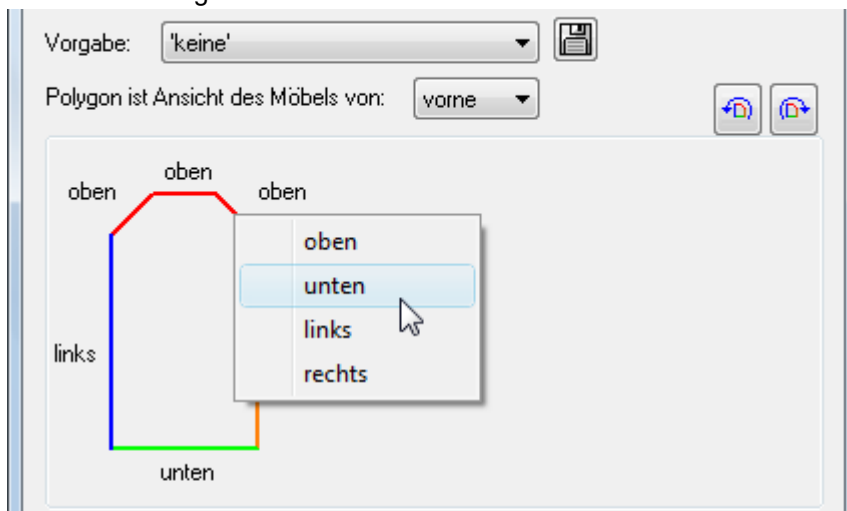 Vorgabe: 'keine'
Polygon ist Ansicht des Möbels von: vorne
oben
oben oben
oben
unten
links
links
rechts
unten